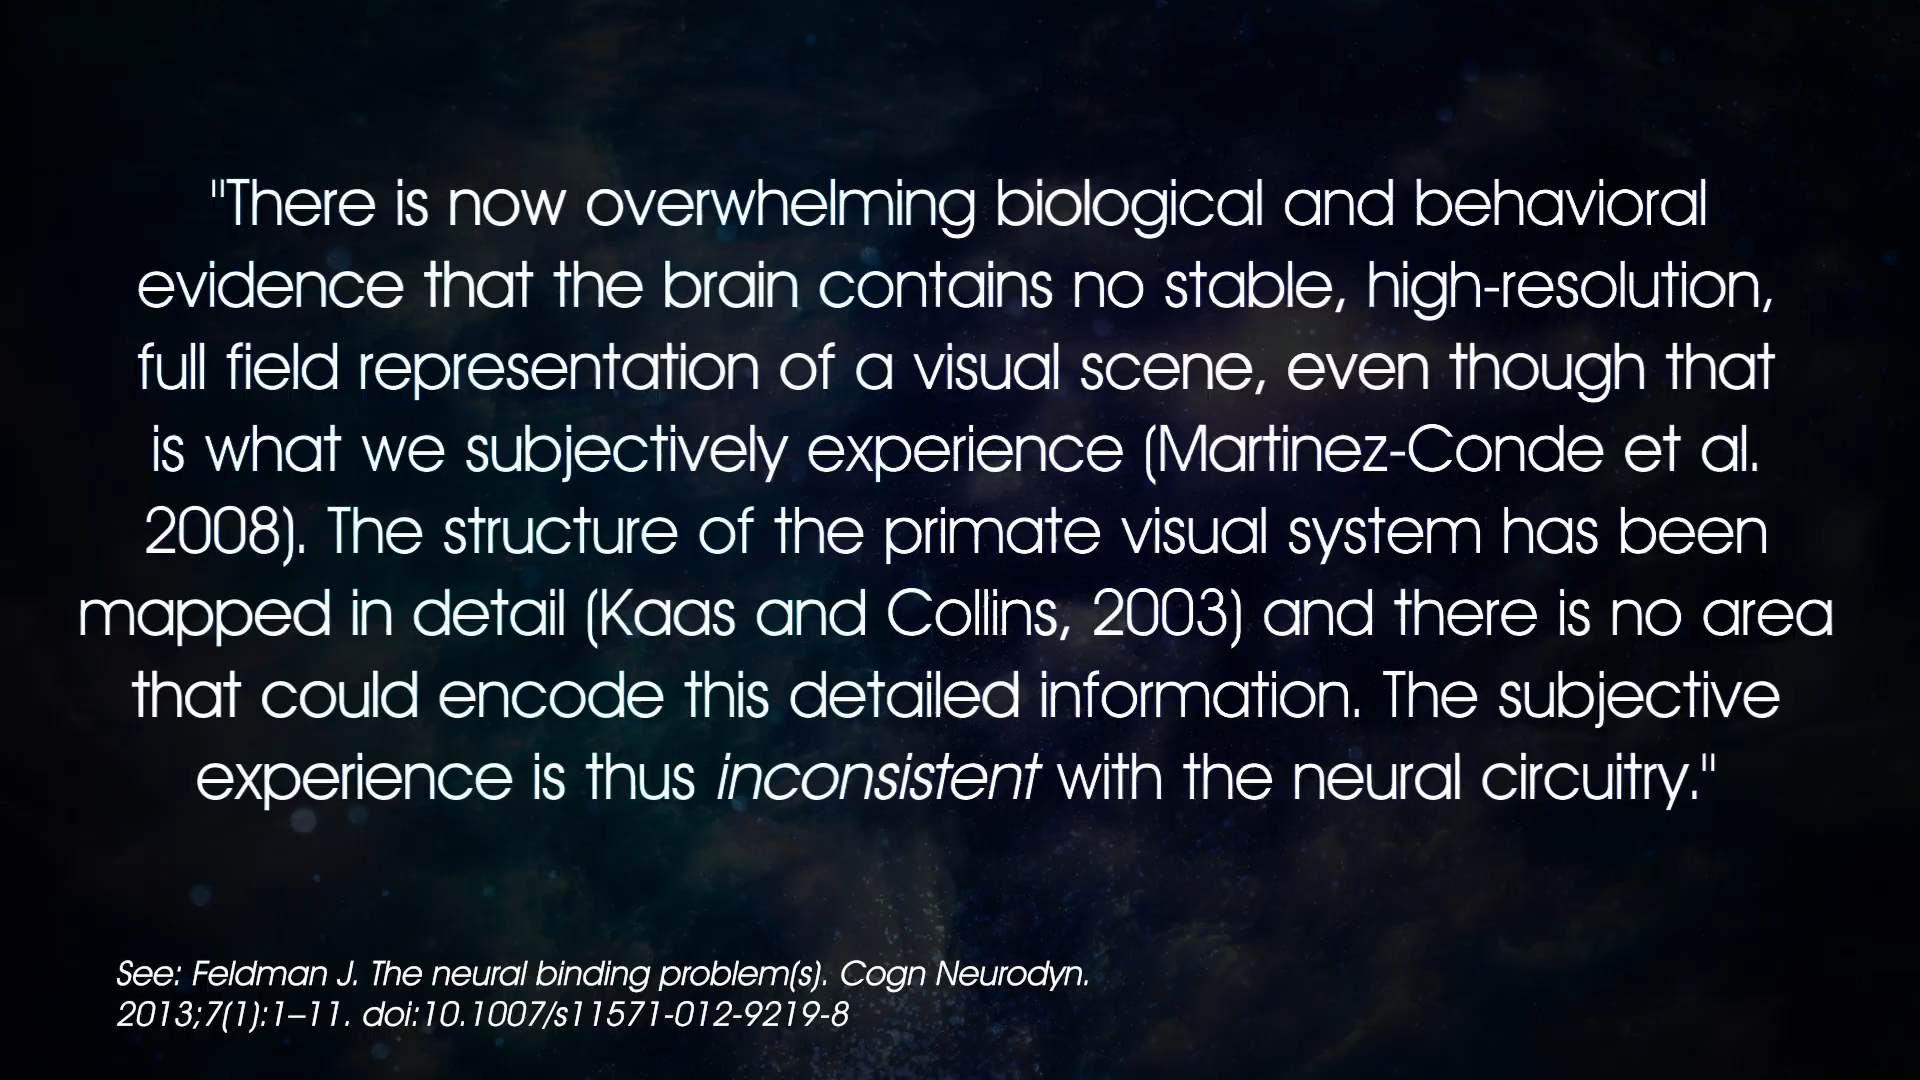 "There is now overwhelming biological and behavioral
evidence that the brain contains no stable, high-resolution,
full field representation of a visual scene, even though that
is what we subjectively experience (Martinez-Conde et al.
2008). The structure of the primate visual system has been
mapped in detail (Kaas and Collins, 2003) and there is no area
that could encode this detailed information. The subjective
experience is thus inconsistent with the neural circuitry."
See: Feldman J. The neural binding problem(s). Cogn Neurodyn.
2013;7(1):1–11. doi:10.1007/s11571-012-9219-8